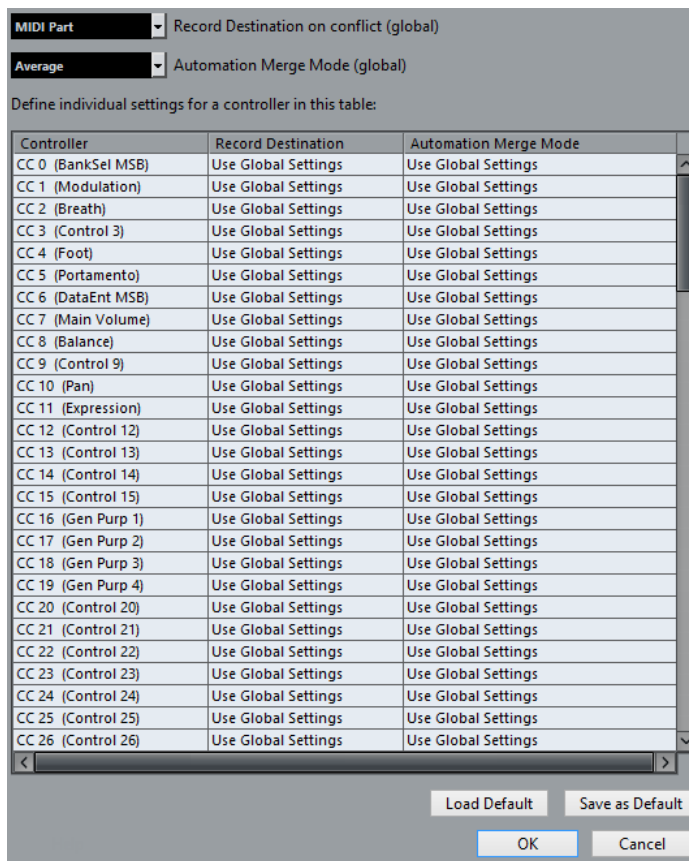 MIDI Part Record Destination on conflict (global)
Average Automation Merge Mode (global)
Define individual settings for a controller in this table:
Controller Record Destination Automation Merge Mode
CC 0 (BankSel MSB) Use Global Settings Use Global Settings
CC 1 (Modulation) Use Global Settings Use Global Settings
CC 2 (Breath) Use Global Settings Use Global Settings
CC 3 (Control 3) Use Global Settings Use Global Settings
CC 4 (Foot) Use Global Settings Use Global Settings
CC 5 (Portamento) Use Global Settings Use Global Settings
CC 6 (DataEnt MSB) Use Global Settings Use Global Settings
CC 7 (Main Volume) Use Global Settings Use Global Settings
CC 8 (Balance) Use Global Settings Use Global Settings
CC 9 (Control 9) Use Global Settings Use Global Settings
CC 10 (Pan) Use Global Settings Use Global Settings
CC 11 (Expression) Use Global Settings Use Global Settings
CC 12 (Control 12) Use Global Settings Use Global Settings
CC 13 (Control 13) Use Global Settings Use Global Settings
CC 14 (Control 14) Use Global Settings Use Global Settings
CC 15 (Control 15) Use Global Settings Use Global Settings
CC 16 (Gen Purp 1) Use Global Settings Use Global Settings
CC 17 (Gen Purp 2) Use Global Settings Use Global Settings
CC 18 (Gen Purp 3) Use Global Settings Use Global Settings
CC 19 (Gen Purp 4) Use Global Settings Use Global Settings
CC 20 (Control 20) Use Global Settings Use Global Settings
CC 21 (Control 21) Use Global Settings Use Global Settings
CC 22 (Control 22) Use Global Settings Use Global Settings
CC 23 (Control 23) Use Global Settings Use Global Settings
CC 24 (Control 24) Use Global Settings Use Global Settings
CC 25 (Control 25) Use Global Settings Use Global Settings
CC 26 (Control 26) Use Global Settings Use Global Settings
Load Default Save as Default
OK Cancel